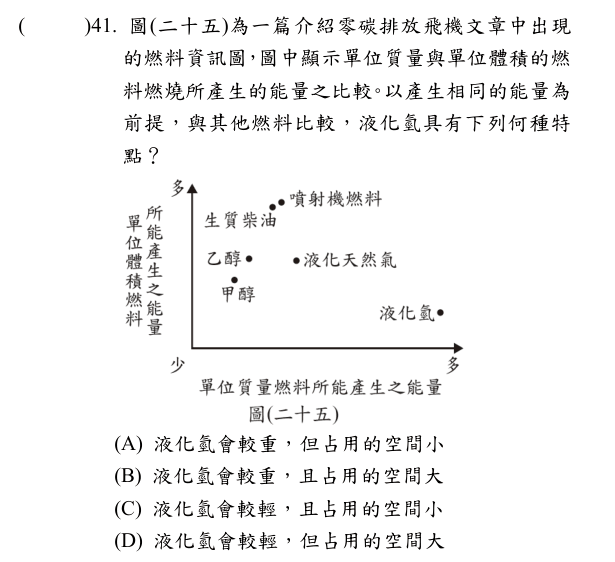 (    )41. 圖(二十五)為一篇介紹零碳排放飛機文章中出現
的燃料資訊圖，圖中顯示單位質量與單位體積的燃
料燃燒所產生的能量之比較。以產生相同的能量為
前提，與其他燃料比較，液化氫具有下列何種特
點？
多
單位體積燃料
所能產生之能量
噴射機燃料
生質柴油
乙醇
液化天然氣
甲醇
液化氫
少
多
單位質量燃料所能產生之能量
圖(二十五)
(A) 液化氫會較重，但占用的空間小
(B) 液化氫會較重，且占用的空間大
(C) 液化氫會較輕，且占用的空間小
(D) 液化氫會較輕，但占用的空間大